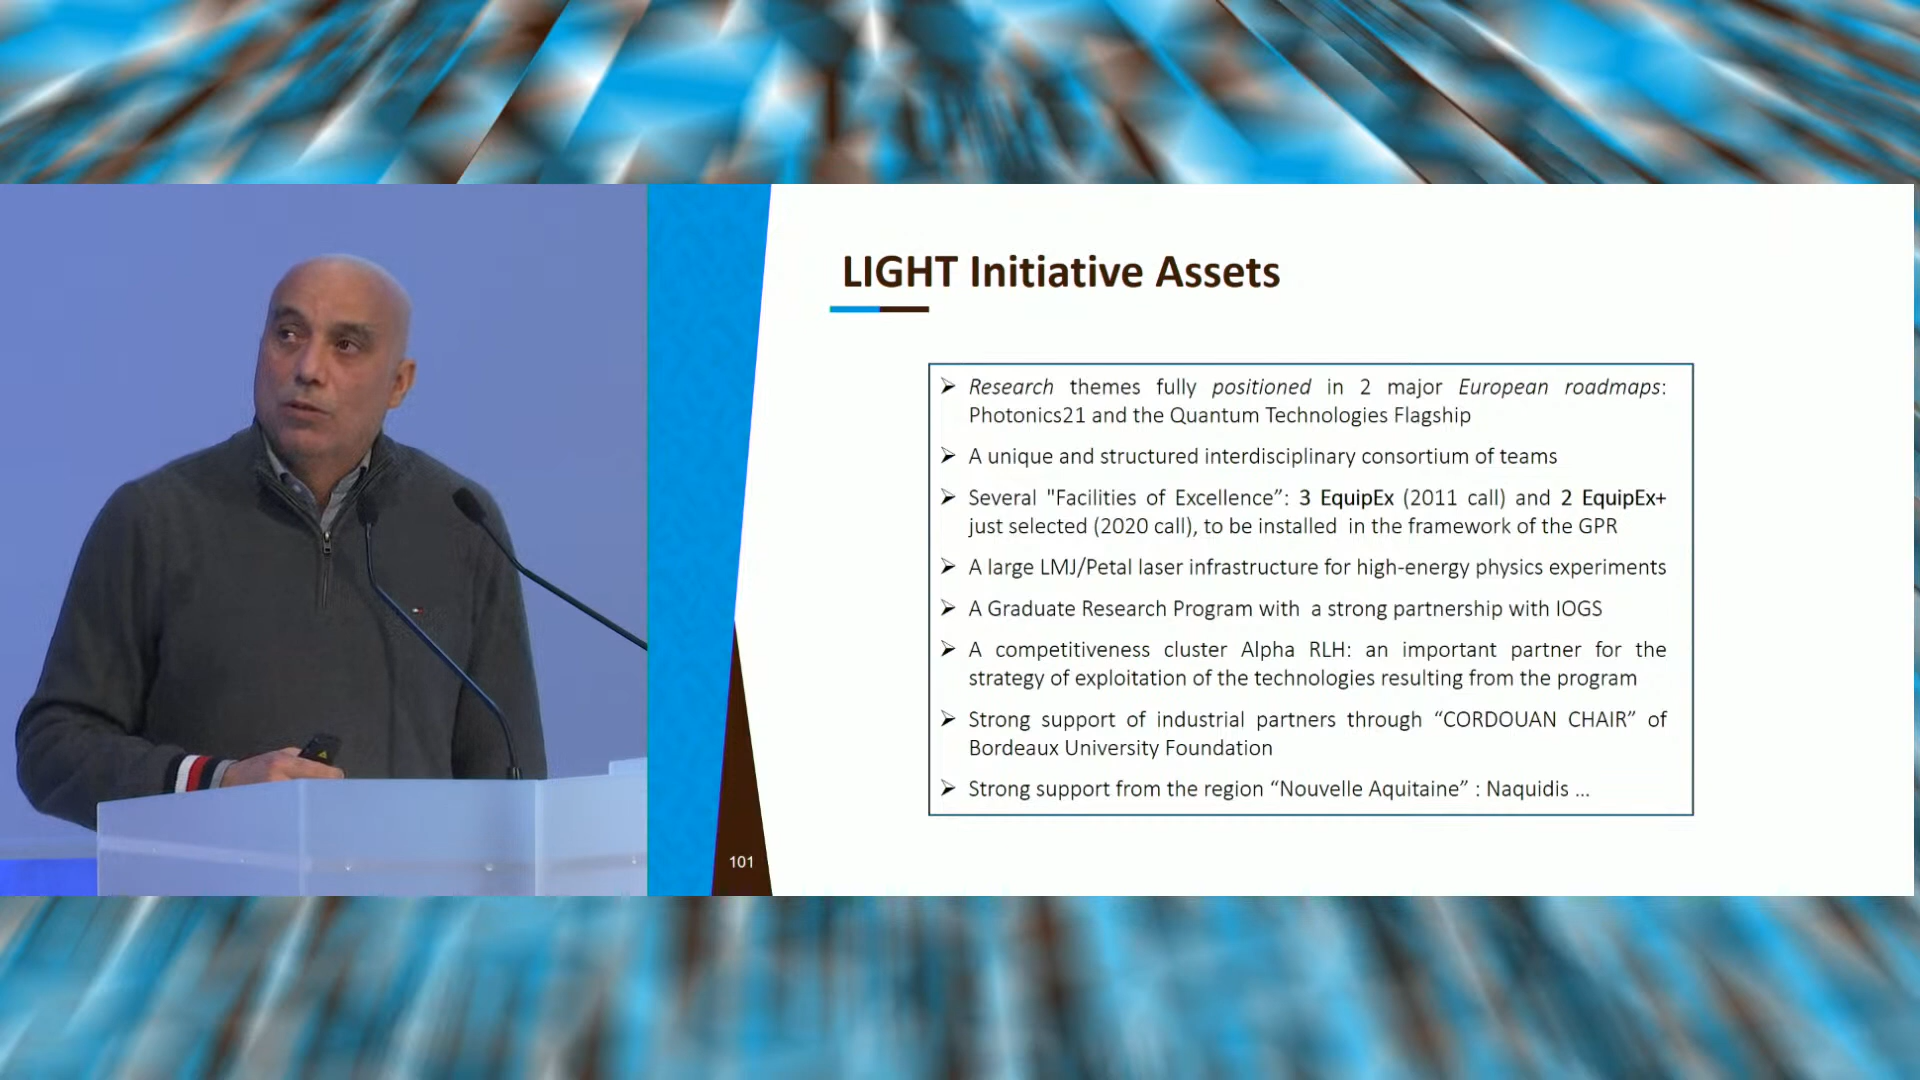 LIGHT Initiative Assets
➢ Research themes fully positioned in 2 major European roadmaps:
Photonics21 and the Quantum Technologies Flagship
➢ A unique and structured interdisciplinary consortium of teams
➢ Several "Facilities of Excellence”: 3 EquipEx (2011 call) and 2 EquipEx+
just selected (2020 call), to be installed in the framework of the GPR
➢ A large LMJ/Petal laser infrastructure for high-energy physics experiments
➢ A Graduate Research Program with a strong partnership with IOGS
➢ A competitiveness cluster Alpha RLH: an important partner for the
strategy of exploitation of the technologies resulting from the program
➢ Strong support of industrial partners through “CORDOUAN CHAIR” of
Bordeaux University Foundation
➢ Strong support from the region “Nouvelle Aquitaine” : Naquidis ...
101